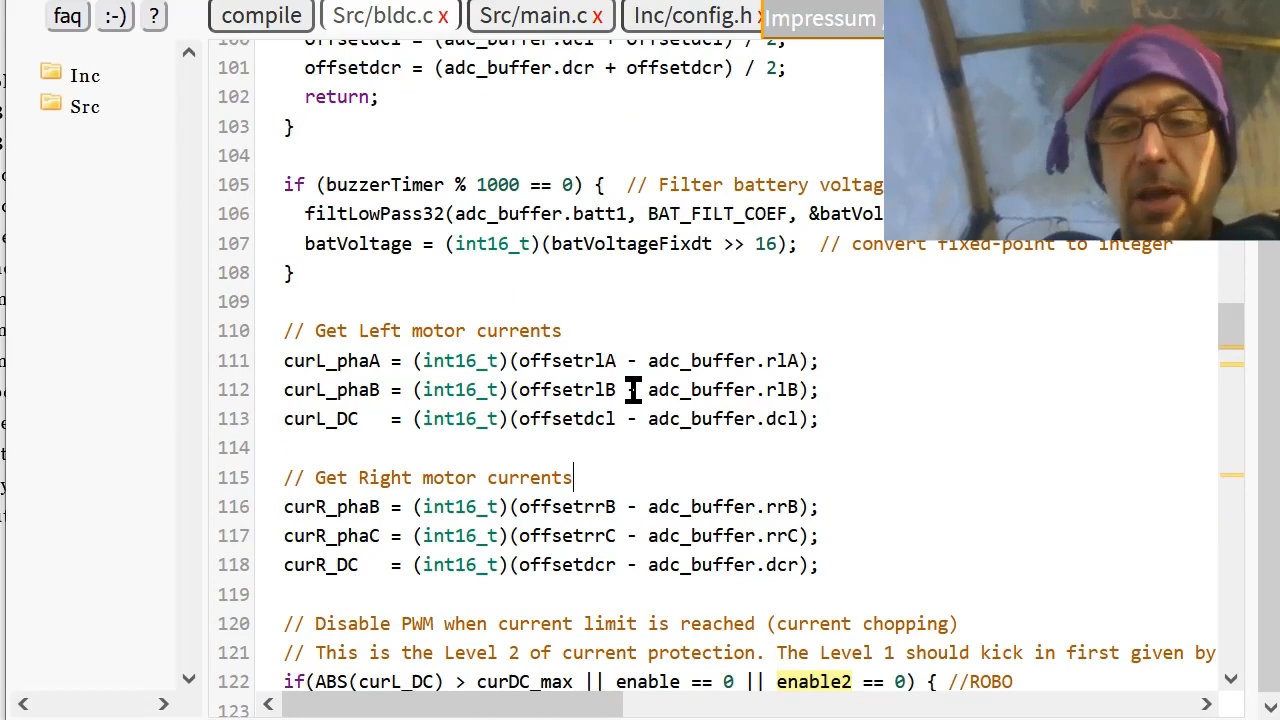 faq
:-)
?
compile
Src/bldc.c x
Src/main.c x
Inc/config.h
Impressum
Inc
Src
100 offsetdcl = (adc_buffer.dcl + offsetdcl) / 2;
101 offsetdcr = (adc_buffer.dcr + offsetdcr) / 2;
102 return;
103 }
104
105 if (buzzerTimer % 1000 == 0) { // Filter battery voltag
106 filtLowPass32(adc_buffer.batt1, BAT_FILT_COEF, &batVol
107 batVoltage = (int16_t)(batVoltageFixdt >> 16); // convert fixed-point to integer
108 }
109
110 // Get Left motor currents
111 curL_phaA = (int16_t)(offsetrlA - adc_buffer.rlA);
112 curL_phaB = (int16_t)(offsetrlB - adc_buffer.rlB);
113 curL_DC = (int16_t)(offsetdcl - adc_buffer.dcl);
114
115 // Get Right motor currents
116 curR_phaB = (int16_t)(offsetrrB - adc_buffer.rrB);
117 curR_phaC = (int16_t)(offsetrrC - adc_buffer.rrC);
118 curR_DC = (int16_t)(offsetdcr - adc_buffer.dcr);
119
120 // Disable PWM when current limit is reached (current chopping)
121 // This is the Level 2 of current protection. The Level 1 should kick in first given by
122 if(ABS(curL_DC) > curDC_max || enable == 0 || enable2 == 0) { //ROBO
123